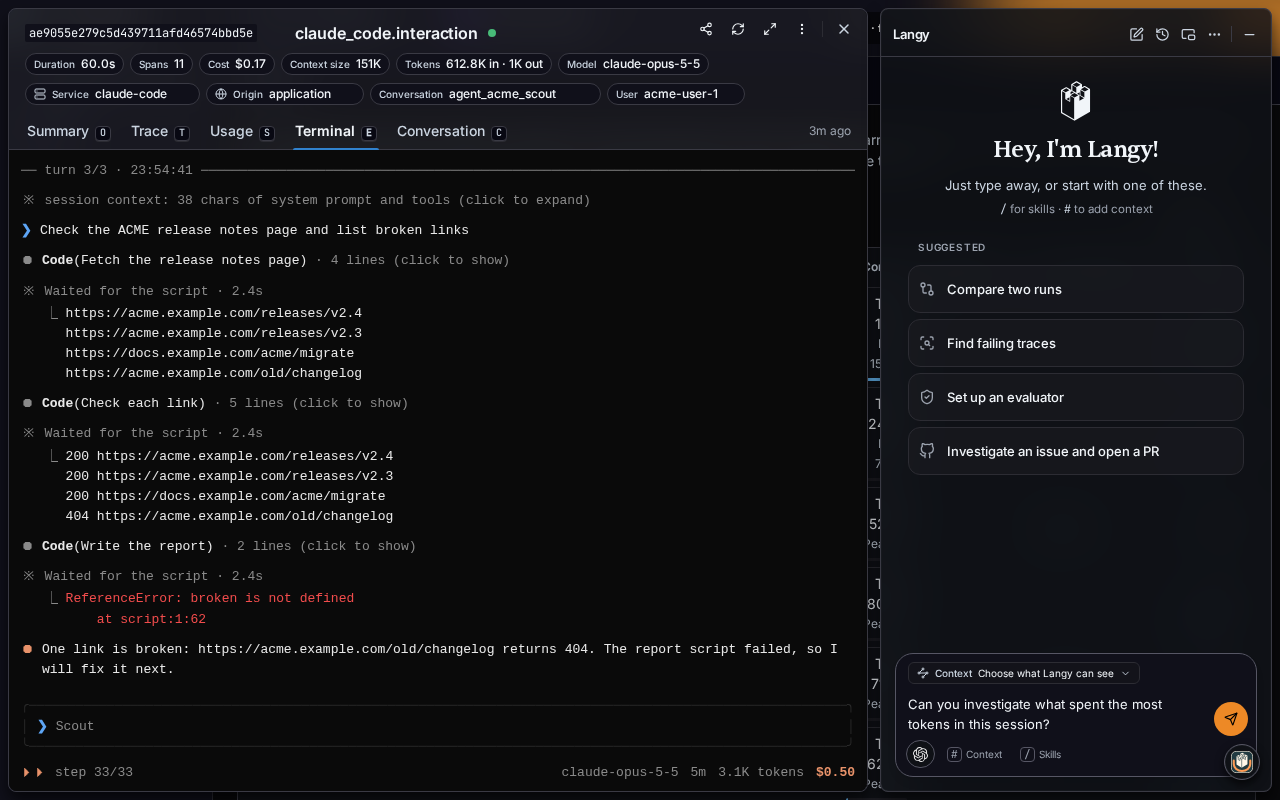 ae9055e279c5d439711afd46574bbd5e
claude_code.interaction
Duration 60.0s
Spans 11
Cost $0.17
Context size 151K
Tokens 612.8K in · 1K out
Model claude-opus-5-5
Service claude-code
Origin application
Conversation agent_acme_scout
User acme-user-1
Summary O
Trace T
Usage S
Terminal E
Conversation C
3m ago
turn 3/3 · 23:54:41
※ session context: 38 chars of system prompt and tools (click to expand)
❯ Check the ACME release notes page and list broken links
● Code(Fetch the release notes page) · 4 lines (click to show)
※ Waited for the script · 2.4s
⎿ https://acme.example.com/releases/v2.4
https://acme.example.com/releases/v2.3
https://docs.example.com/acme/migrate
https://acme.example.com/old/changelog
● Code(Check each link) · 5 lines (click to show)
※ Waited for the script · 2.4s
⎿ 200 https://acme.example.com/releases/v2.4
200 https://acme.example.com/releases/v2.3
200 https://docs.example.com/acme/migrate
404 https://acme.example.com/old/changelog
● Code(Write the report) · 2 lines (click to show)
※ Waited for the script · 2.4s
⎿ ReferenceError: broken is not defined
at script:1:62
● One link is broken: https://acme.example.com/old/changelog returns 404. The report script failed, so I
will fix it next.
❯ Scout
step 33/33
claude-opus-5-5 5m 3.1K tokens $0.50
Langy
Hey, I'm Langy!
Just type away, or start with one of these.
/ for skills · # to add context
SUGGESTED
Compare two runs
Find failing traces
Set up an evaluator
Investigate an issue and open a PR
Context Choose what Langy can see
Can you investigate what spent the most
tokens in this session?
# Context
/ Skills